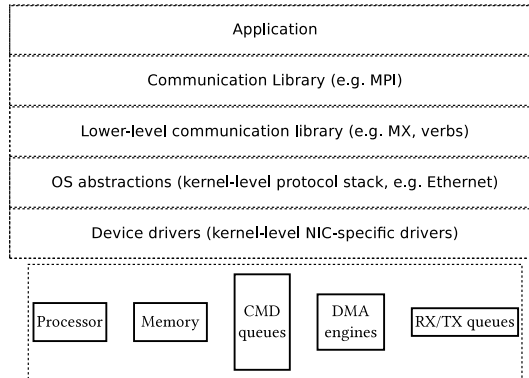 Application
Communication Library (e.g. MPI)
Lower-level communication library (e.g. MX, verbs)
OS abstractions (kernel-level protocol stack, e.g. Ethernet)
Device drivers (kernel-level NIC-specific drivers)
Processor
Memory
CMD
queues
DMA
engines
RX/TX queues